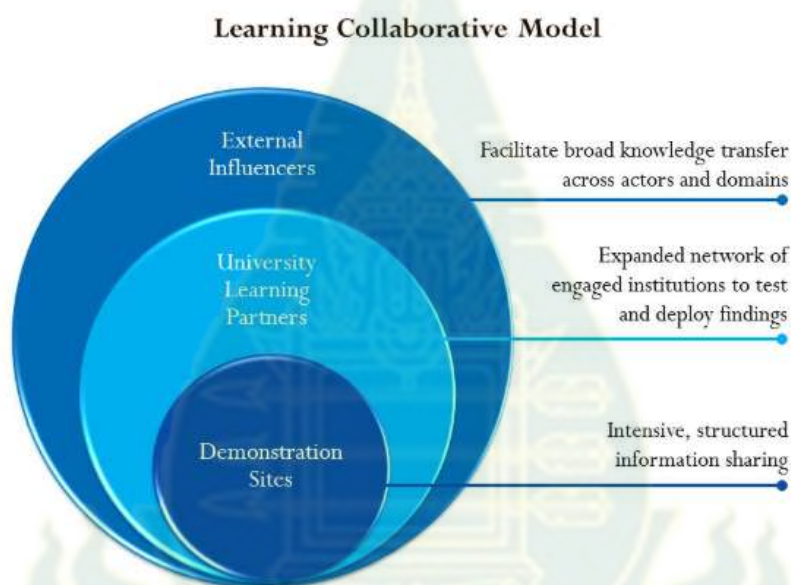 Learning Collaborative Model
External
Influencers
Facilitate broad knowledge transfer
across actors and domains
University
Learning
Partners
Expanded network of
engaged institutions to test
and deploy findings
Demonstration
Sites
Intensive, structured
information sharing